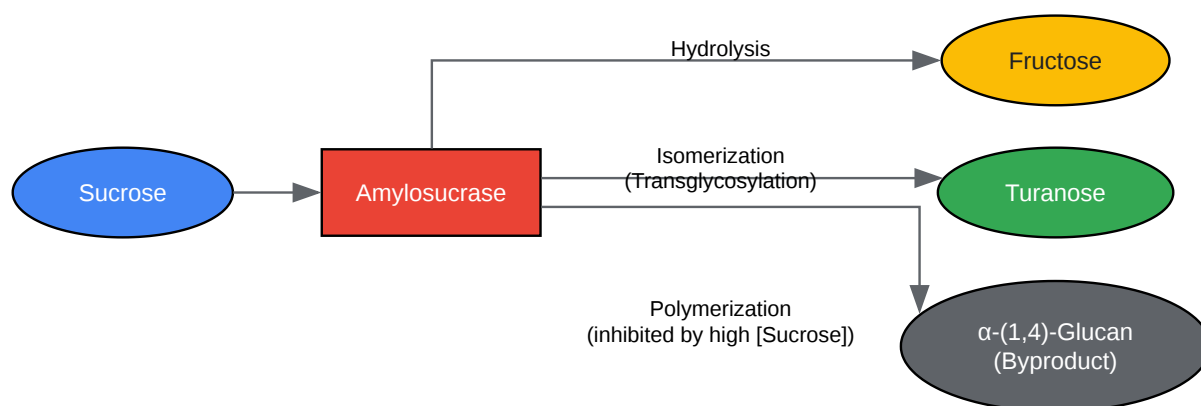 Hydrolysis
Fructose
Sucrose
Amylosucrase
Isomerization
(Transglycosylation)
Turanose
Polymerization
(inhibited by high [Sucrose])
α-(1,4)-Glucan
(Byproduct)